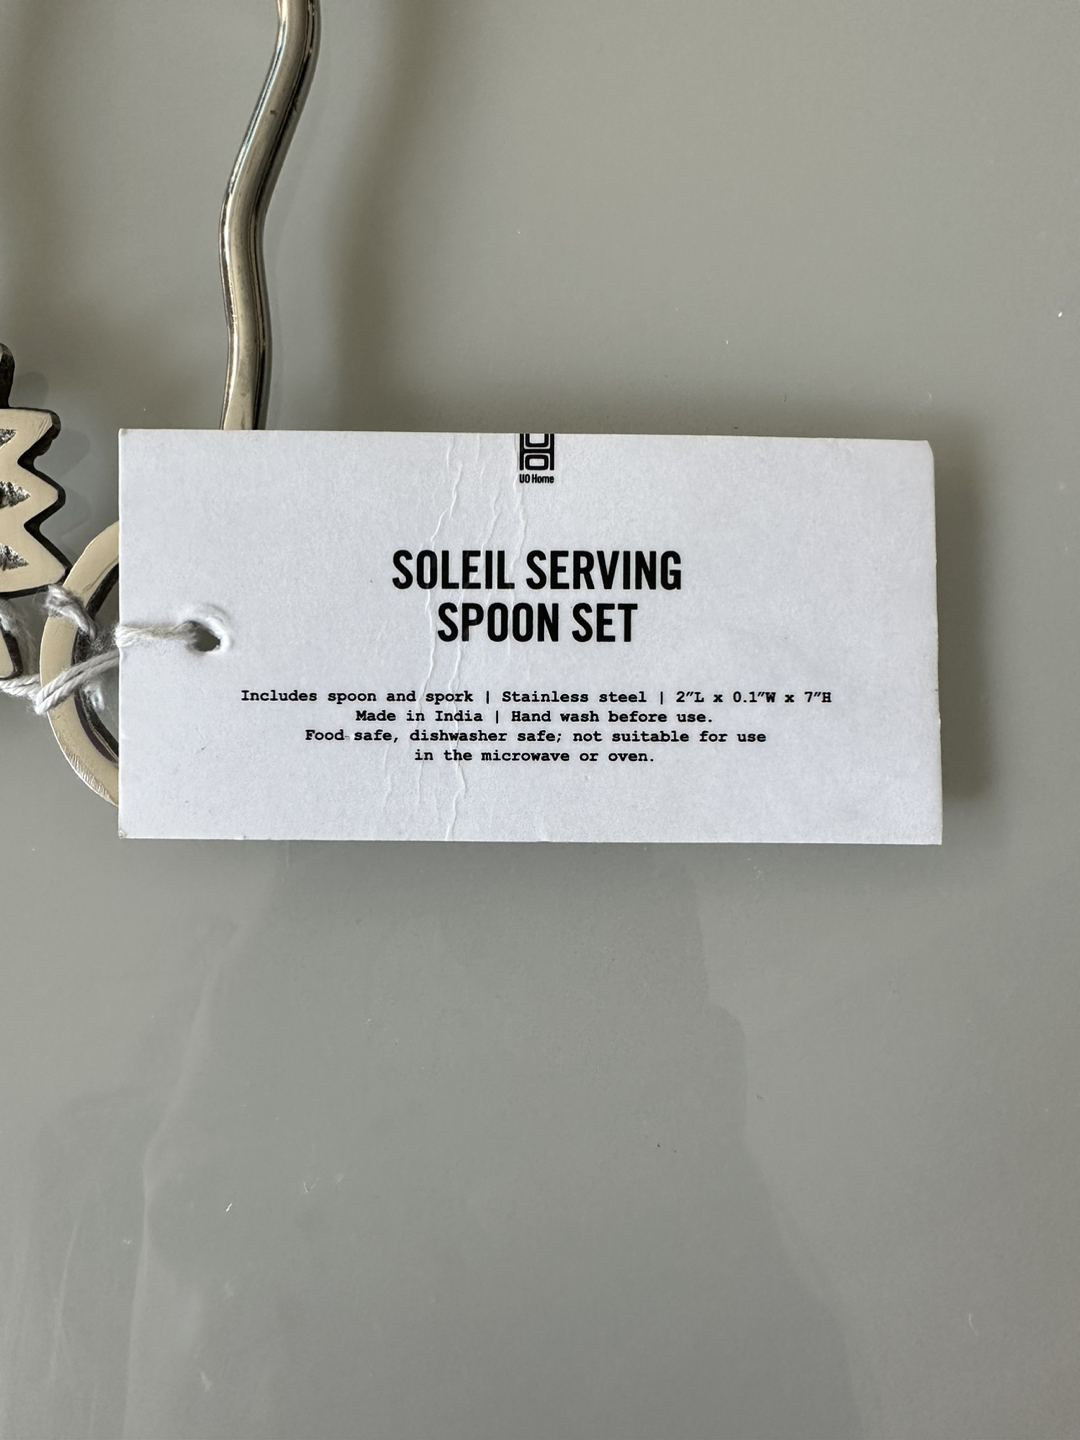 UO Home
SOLEIL SERVING
SPOON SET
Includes spoon and spork | Stainless steel | 2″L x 0.1″W x 7″H
Made in India | Hand wash before use.
Food safe, dishwasher safe; not suitable for use
in the microwave or oven.